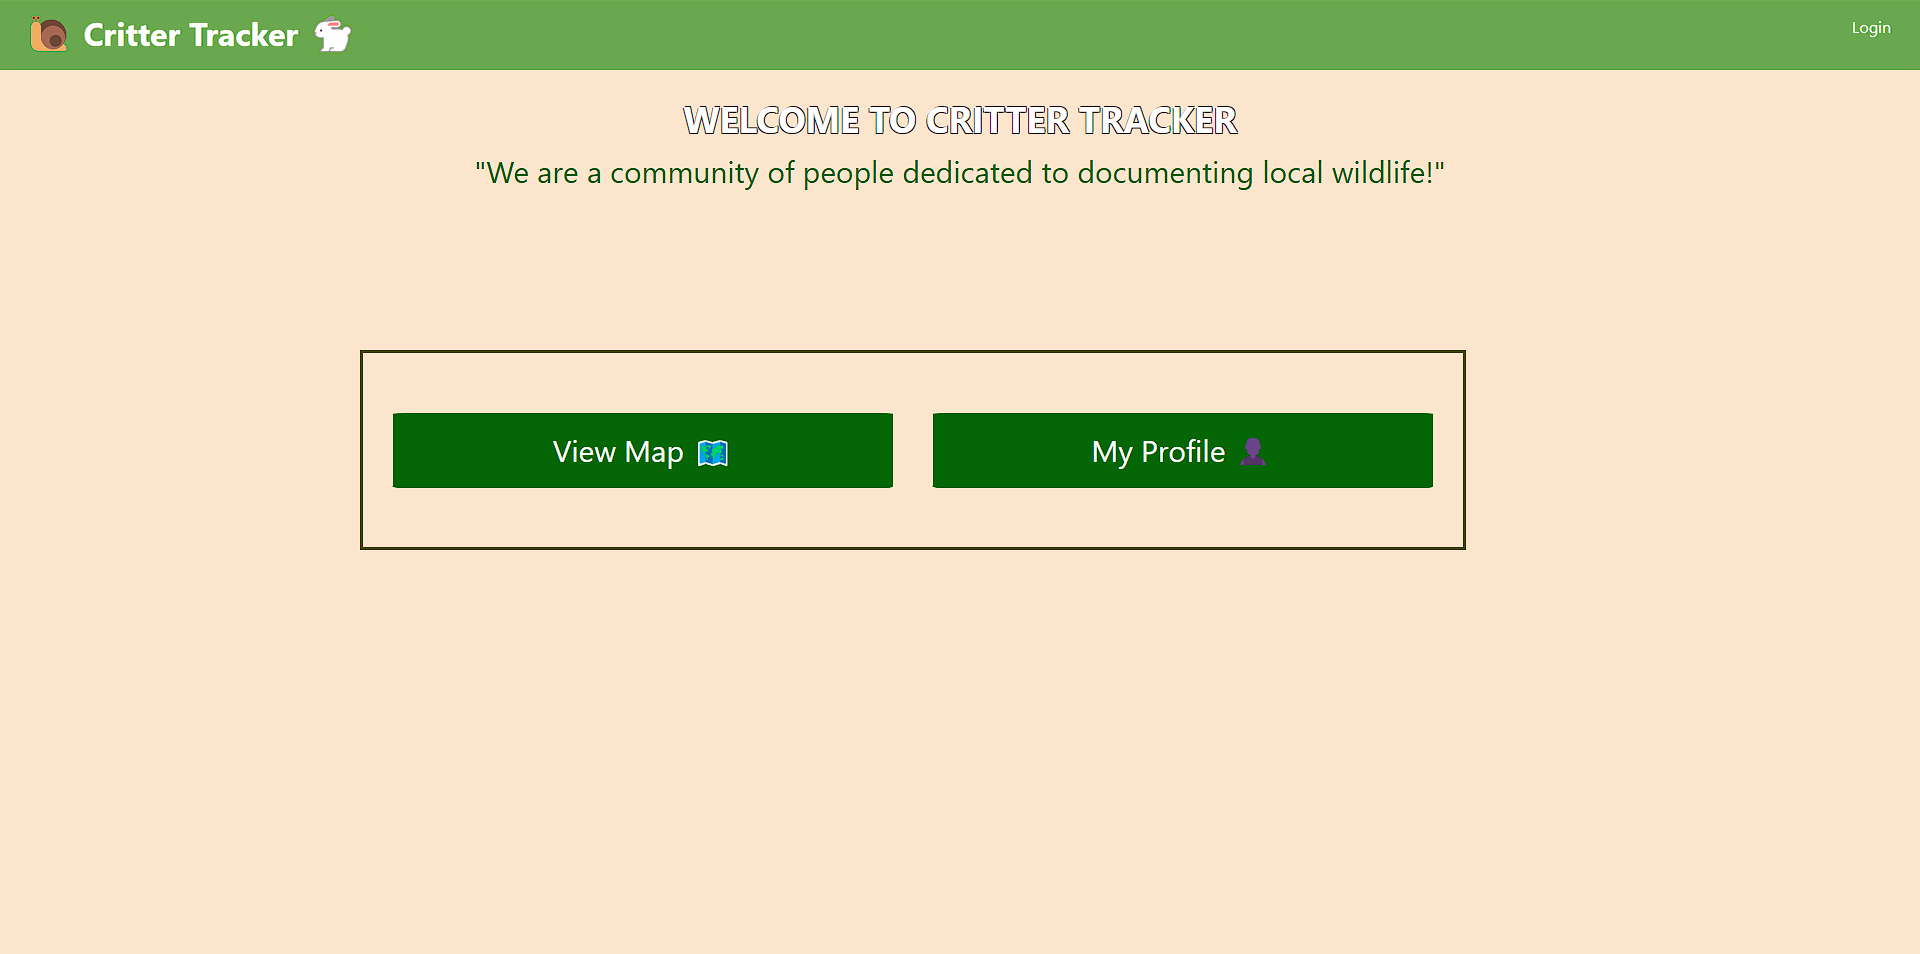 Critter Tracker
Login
WELCOME TO CRITTER TRACKER
"We are a community of people dedicated to documenting local wildlife!"
View Map
My Profile